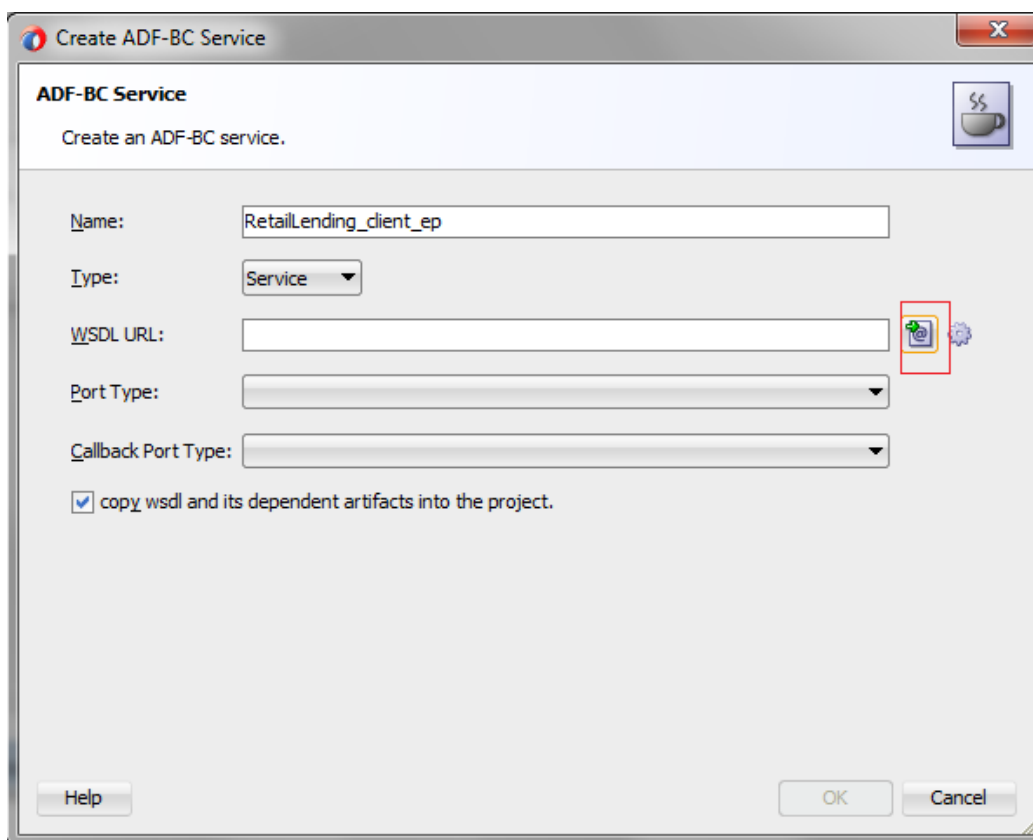 Create ADF-BC Service
ADF-BC Service
Create an ADF-BC service.
Name: RetailLending_client_ep
Type: Service
WSDL URL:
Port Type:
Callback Port Type:
copy wsdl and its dependent artifacts into the project.
Help OK Cancel